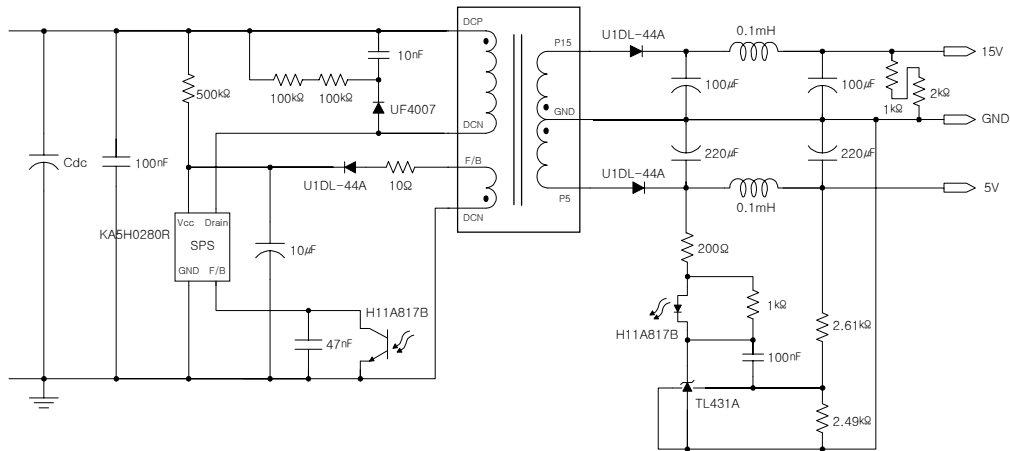 DCP
U1DL-44A
0.1mH
P15
15V
10nF
500kΩ
100kΩ
100kΩ
UF4007
100㎌
100㎌
1kΩ
2kΩ
DCN
GND
GND
Cdc
100nF
F/B
U1DL-44A
10Ω
220㎌
220㎌
U1DL-44A
P5
5V
0.1mH
DCN
KA5H0280R
Vcc
Drain
SPS
GND
F/B
10㎌
200Ω
H11A817B
47nF
1kΩ
H11A817B
2.61kΩ
100nF
TL431A
2.49kΩ